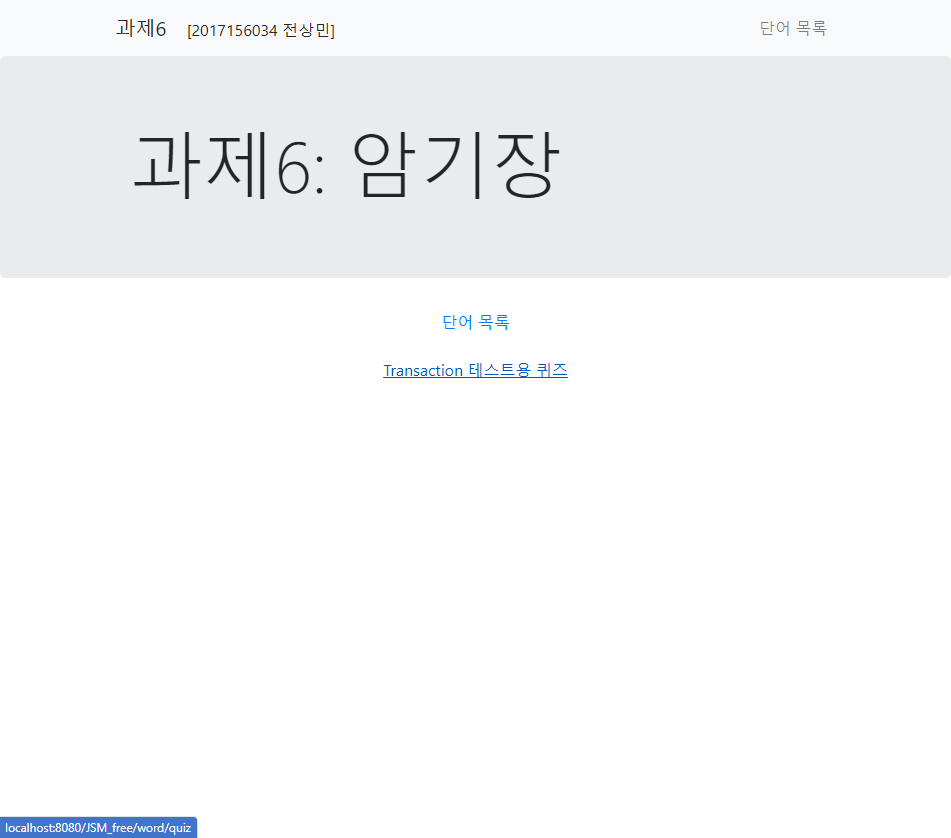 과제6 [2017156034 전상민] 단어 목록
과제6: 암기장
단어 목록
Transaction 테스트용 퀴즈
localhost:8080/JSM_free/word/quiz